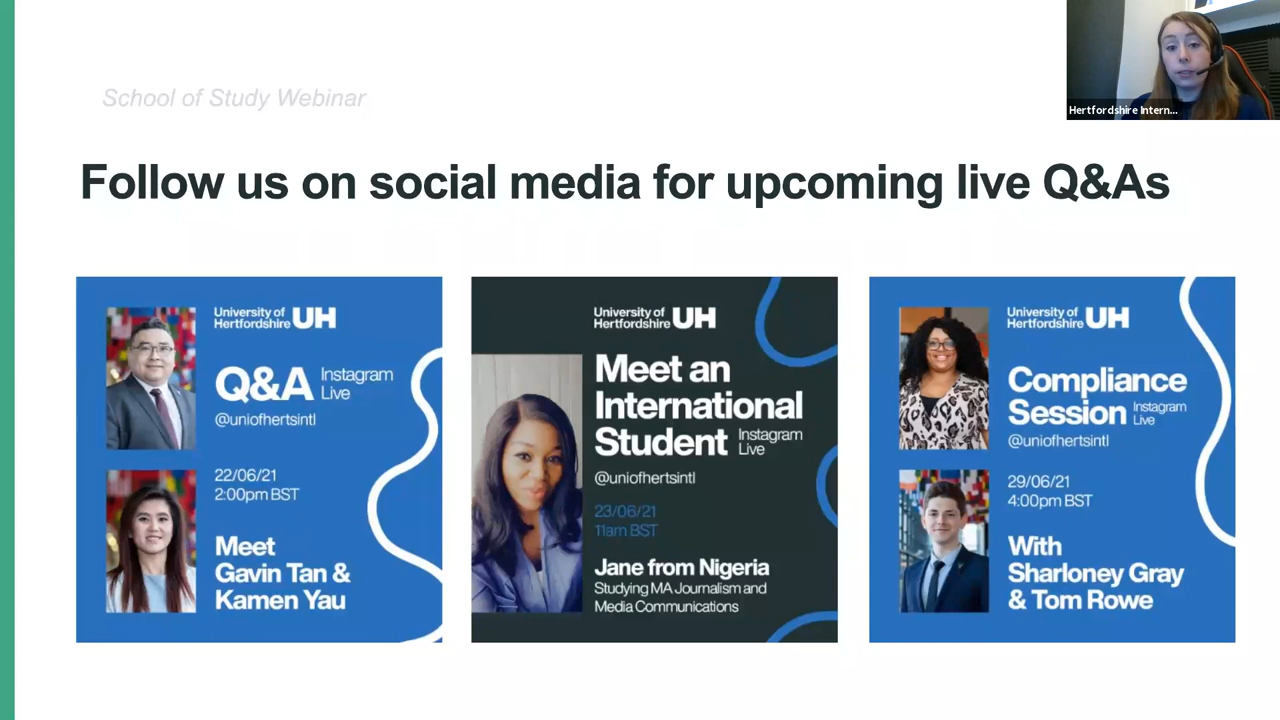 School of Study Webinar
Hertfordshire Intern...
Follow us on social media for upcoming live Q&As
University of
Hertfordshire UH
Q&A Instagram
Live
@uniofhertsintl
22/06/21
2:00pm BST
Meet
Gavin Tan &
Kamen Yau
University of
Hertfordshire UH
Meet an
International
Student Instagram
Live
@uniofhertsintl
23/06/21
11am BST
Jane from Nigeria
Studying MA Journalism and
Media Communications
University of
Hertfordshire UH
Compliance
Session Instagram
Live
@uniofhertsintl
29/06/21
4:00pm BST
With
Sharloney Gray
& Tom Rowe